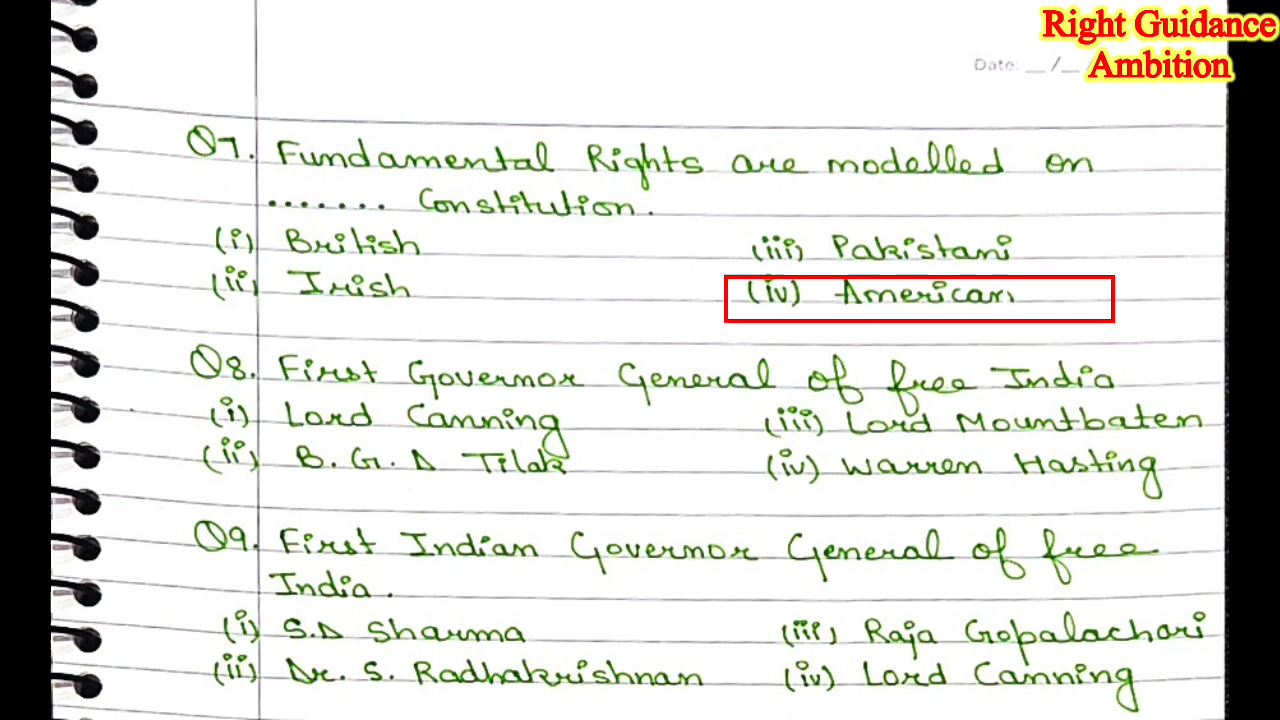 Right Guidance
Ambition
Date: __/__
Q7. Fundamental Rights are modelled on
....... Constitution.
(i) British (iii) Pakistani
(ii) Irish (iv) American
Q8. First Governor General of free India
(i) Lord Canning (iii) Lord Mountbaten
(ii) B. G. D Tilak (iv) Warren Hasting
Q9. First Indian Governor General of free
India.
(i) S.D Sharma (iii) Raja Gopalachari
(ii) Dr. S. Radhakrishnan (iv) Lord Canning